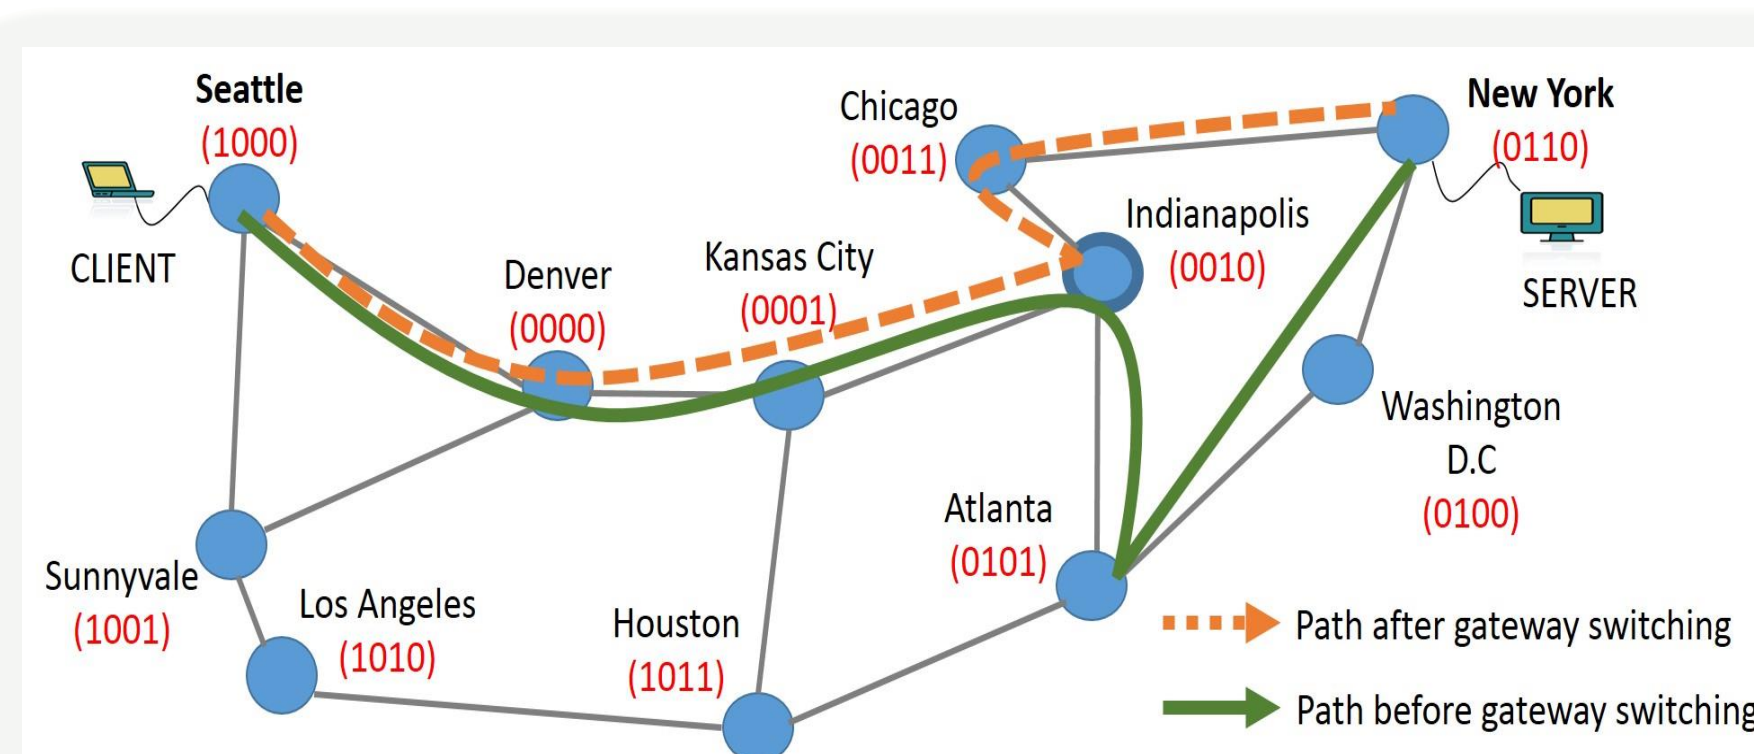 Seattle
(1000)
CLIENT
Chicago
(0011)
New York
(0110)
SERVER
Indianapolis
(0010)
Denver
(0000)
Kansas City
(0001)
Washington
D.C
(0100)
Atlanta
(0101)
Sunnyvale
(1001)
Los Angeles
(1010)
Houston
(1011)
Path after gateway switching
Path before gateway switching